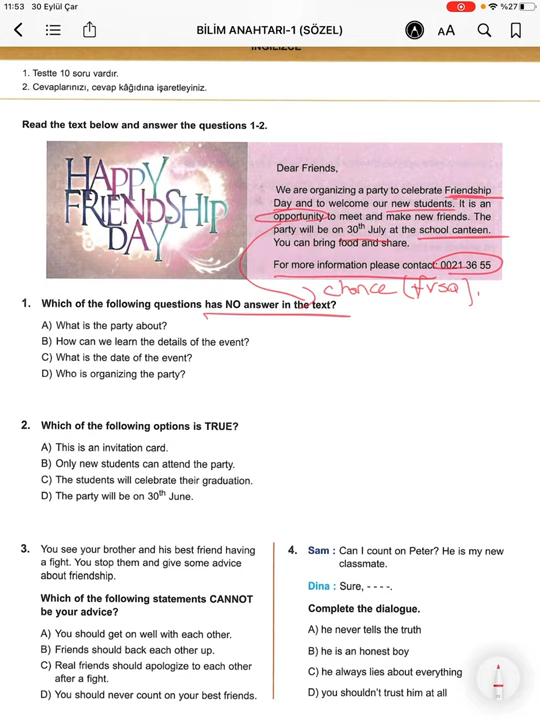 11:53 30 Eylül Çar
%27
BİLİM ANAHTARI-1 (SÖZEL)
AA
İNGİLİZCE
1. Testte 10 soru vardır.
2. Cevaplarınızı, cevap kâğıdına işaretleyiniz.
Read the text below and answer the questions 1-2.
HAPPY
FRIENDSHIP
DAY
Dear Friends,
We are organizing a party to celebrate Friendship
Day and to welcome our new students. It is an
opportunity to meet and make new friends. The
party will be on 30th July at the school canteen.
You can bring food and share.
For more information please contact: 0021 36 55
chance (fırsa).
1. Which of the following questions has NO answer in the text?
A) What is the party about?
B) How can we learn the details of the event?
C) What is the date of the event?
D) Who is organizing the party?
2. Which of the following options is TRUE?
A) This is an invitation card.
B) Only new students can attend the party.
C) The students will celebrate their graduation.
D) The party will be on 30th June.
3. You see your brother and his best friend having
a fight. You stop them and give some advice
about friendship.
Which of the following statements CANNOT
be your advice?
A) You should get on well with each other.
B) Friends should back each other up.
C) Real friends should apologize to each other
after a fight.
D) You should never count on your best friends.
4. Sam : Can I count on Peter? He is my new
classmate.
Dina : Sure, - - - -.
Complete the dialogue.
A) he never tells the truth
B) he is an honest boy
C) he always lies about everything
D) you shouldn't trust him at all